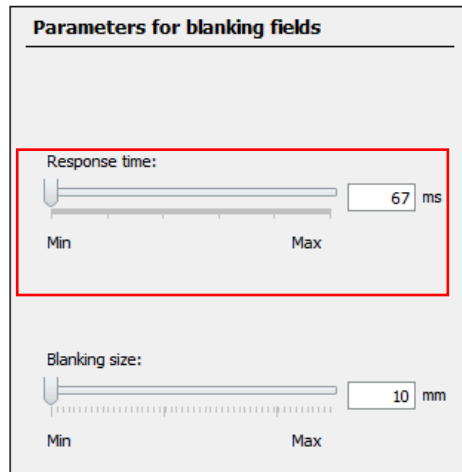 Parameters for blanking fields
Response time:
67 ms
Min Max
Blanking size:
10 mm
Min Max